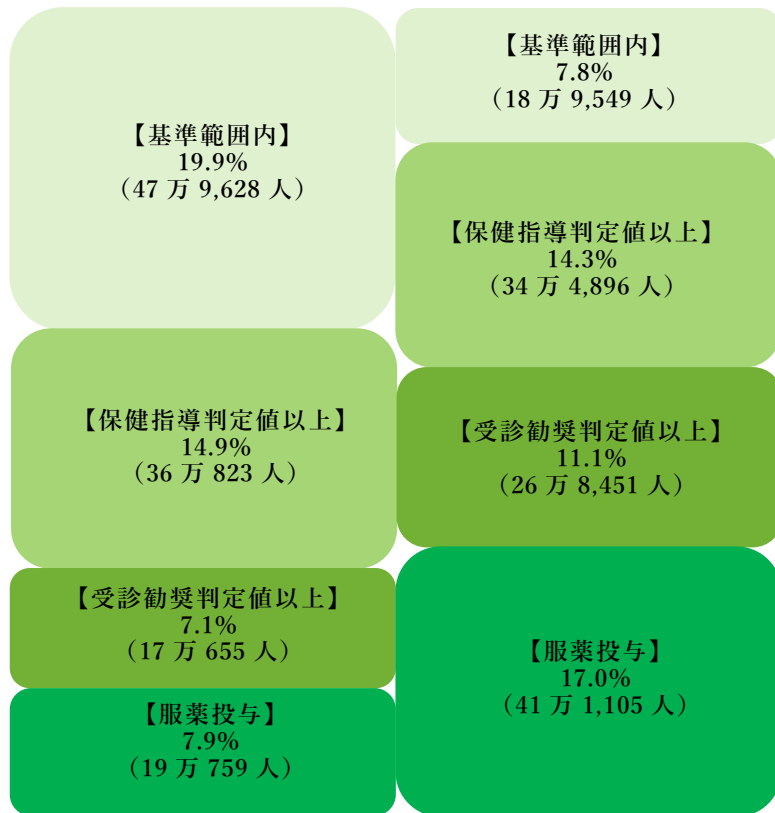 【基準範囲内】
19.9%
（47 万 9,628 人）
【保健指導判定値以上】
14.9%
（36 万 823 人）
【受診勧奨判定値以上】
7.1%
（17 万 655 人）
【服薬投与】
7.9%
（19 万 759 人）
【基準範囲内】
7.8%
（18 万 9,549 人）
【保健指導判定値以上】
14.3%
（34 万 4,896 人）
【受診勧奨判定値以上】
11.1%
（26 万 8,451 人）
【服薬投与】
17.0%
（41 万 1,105 人）